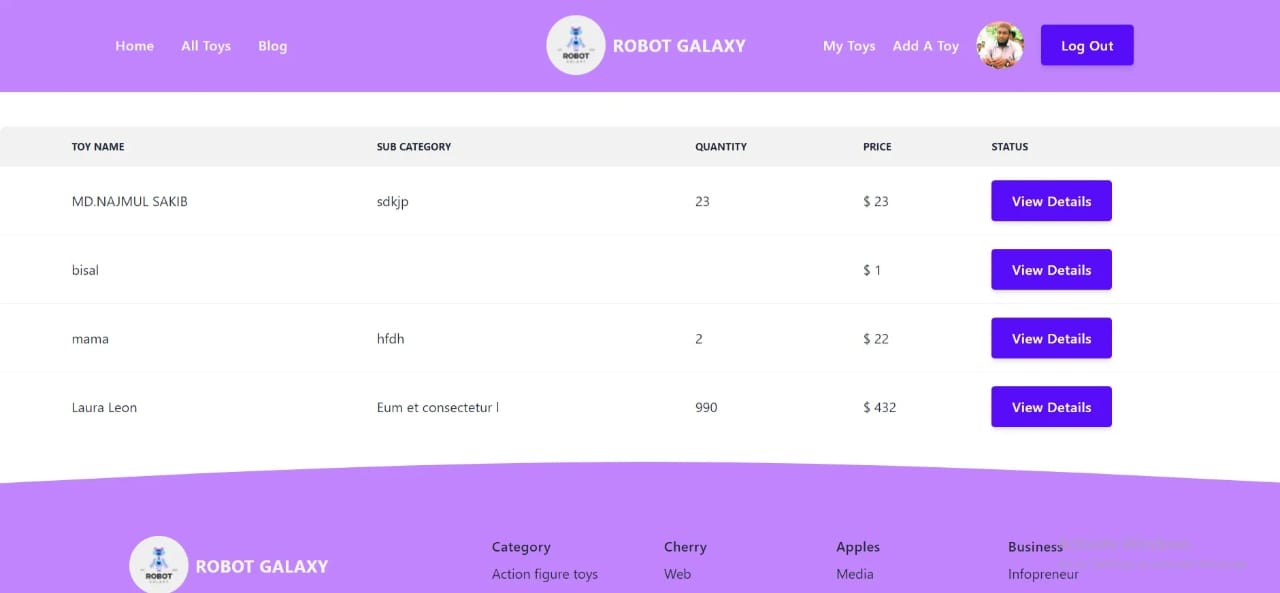 Home All Toys Blog ROBOT GALAXY ROBOT GALAXY My Toys Add A Toy Log Out
TOY NAME SUB CATEGORY QUANTITY PRICE STATUS
MD.NAJMUL SAKIB sdkjp 23 $ 23 View Details
bisal $ 1 View Details
mama hfdh 2 $ 22 View Details
Laura Leon Eum et consectetur l 990 $ 432 View Details
ROBOT GALAXY ROBOT GALAXY
Category Cherry Apples Business
Activate Windows
Action figure toys Web Media Infopreneur